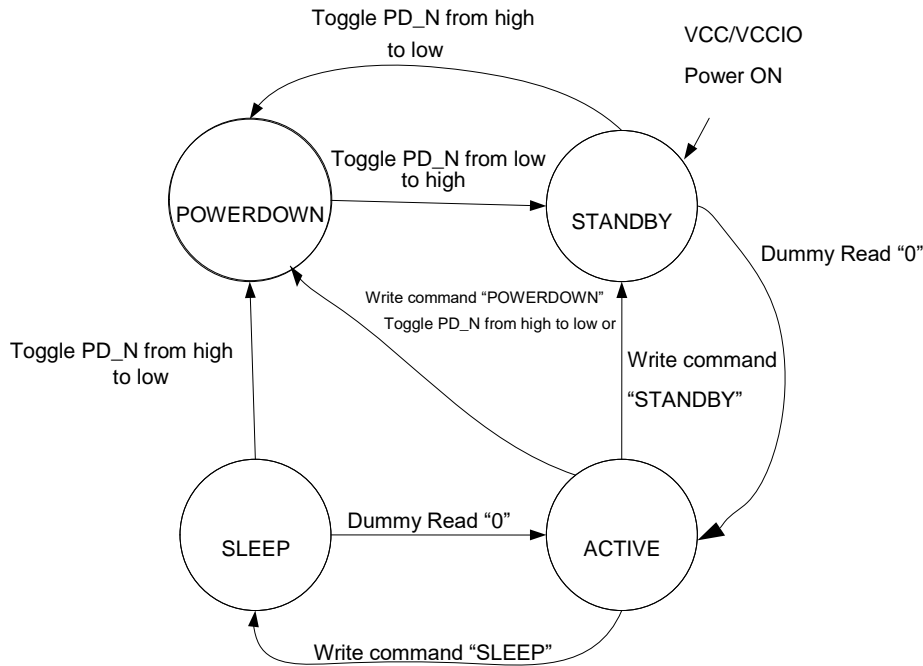 Toggle PD_N from high
to low
VCC/VCCIO
Power ON
Toggle PD_N from low
to high
POWERDOWN
STANDBY
Dummy Read “0”
Write command “POWERDOWN”
Toggle PD_N from high to low or
Toggle PD_N from high
to low
Write command
“STANDBY”
Dummy Read “0”
SLEEP
ACTIVE
Write command “SLEEP”